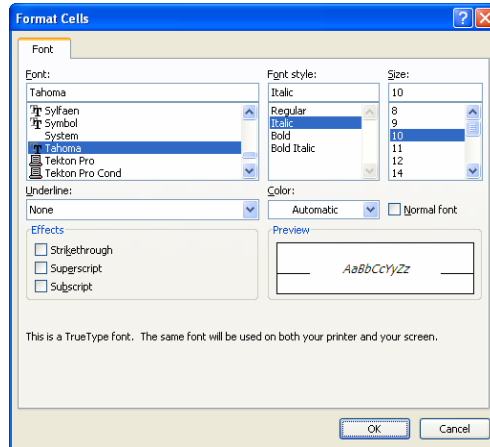 Format Cells
Font
Font:
Font style:
Size:
Tahoma
Italic
10
Sylfaen
Symbol
System
Tahoma
Tekton Pro
Tekton Pro Cond
Regular
Italic
Bold
Bold Italic
8
9
10
11
12
14
Underline:
Color:
None
Automatic
Normal font
Effects
Strikethrough
Superscript
Subscript
Preview
AaBbCcYyZz
This is a TrueType font. The same font will be used on both your printer and your screen.
OK
Cancel